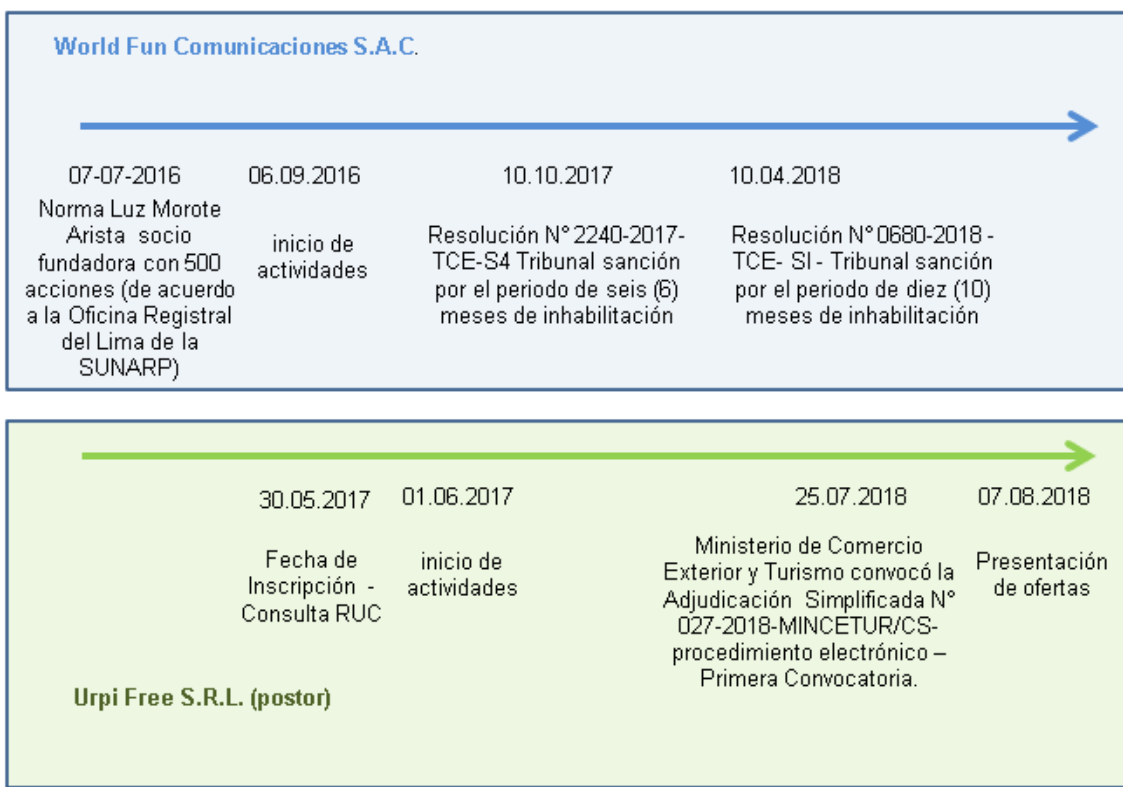 World Fun Comunicaciones S.A.C.
07-07-2016
Norma Luz Morote
Arista socio
fundadora con 500
acciones (de acuerdo
a la Oficina Registral
del Lima de la
SUNARP)
06.09.2016
inicio de
actividades
10.10.2017
Resolución N° 2240-2017-
TCE-S4 Tribunal sanción
por el periodo de seis (6)
meses de inhabilitación
10.04.2018
Resolución N° 0680-2018 -
TCE- SI - Tribunal sanción
por el periodo de diez (10)
meses de inhabilitación
30.05.2017
Fecha de
Inscripción -
Consulta RUC
01.06.2017
inicio de
actividades
25.07.2018
Ministerio de Comercio
Exterior y Turismo convocó la
Adjudicación Simplificada N°
027-2018-MINCETUR/CS-
procedimiento electrónico –
Primera Convocatoria.
07.08.2018
Presentación
de ofertas
Urpi Free S.R.L. (postor)